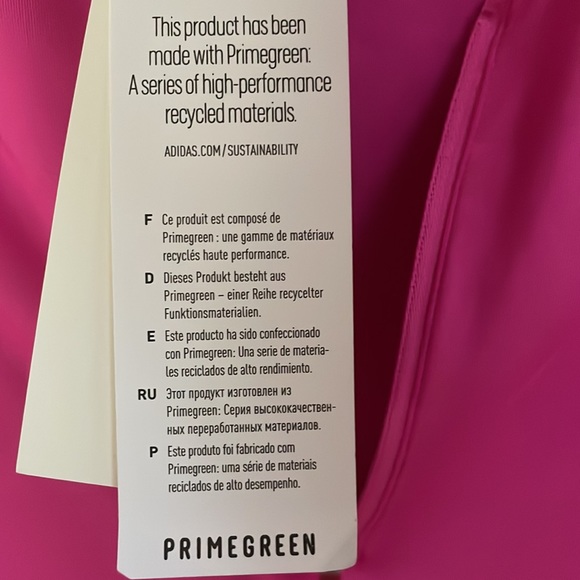 This product has been
made with Primegreen:
A series of high-performance
recycled materials.
ADIDAS.COM/SUSTAINABILITY
F Ce produit est composé de
Primegreen : une gamme de matériaux
recyclés haute performance.
D Dieses Produkt besteht aus
Primegreen – einer Reihe recycelter
Funktionsmaterialien.
E Este producto ha sido confeccionado
con Primegreen: Una serie de materia-
les reciclados de alto rendimiento.
RU Этот продукт изготовлен из
Primegreen: Серия высококачествен-
ных переработанных материалов.
P Este produto foi fabricado com
Primegreen: uma série de materiais
reciclados de alto desempenho.
PRIMEGREEN